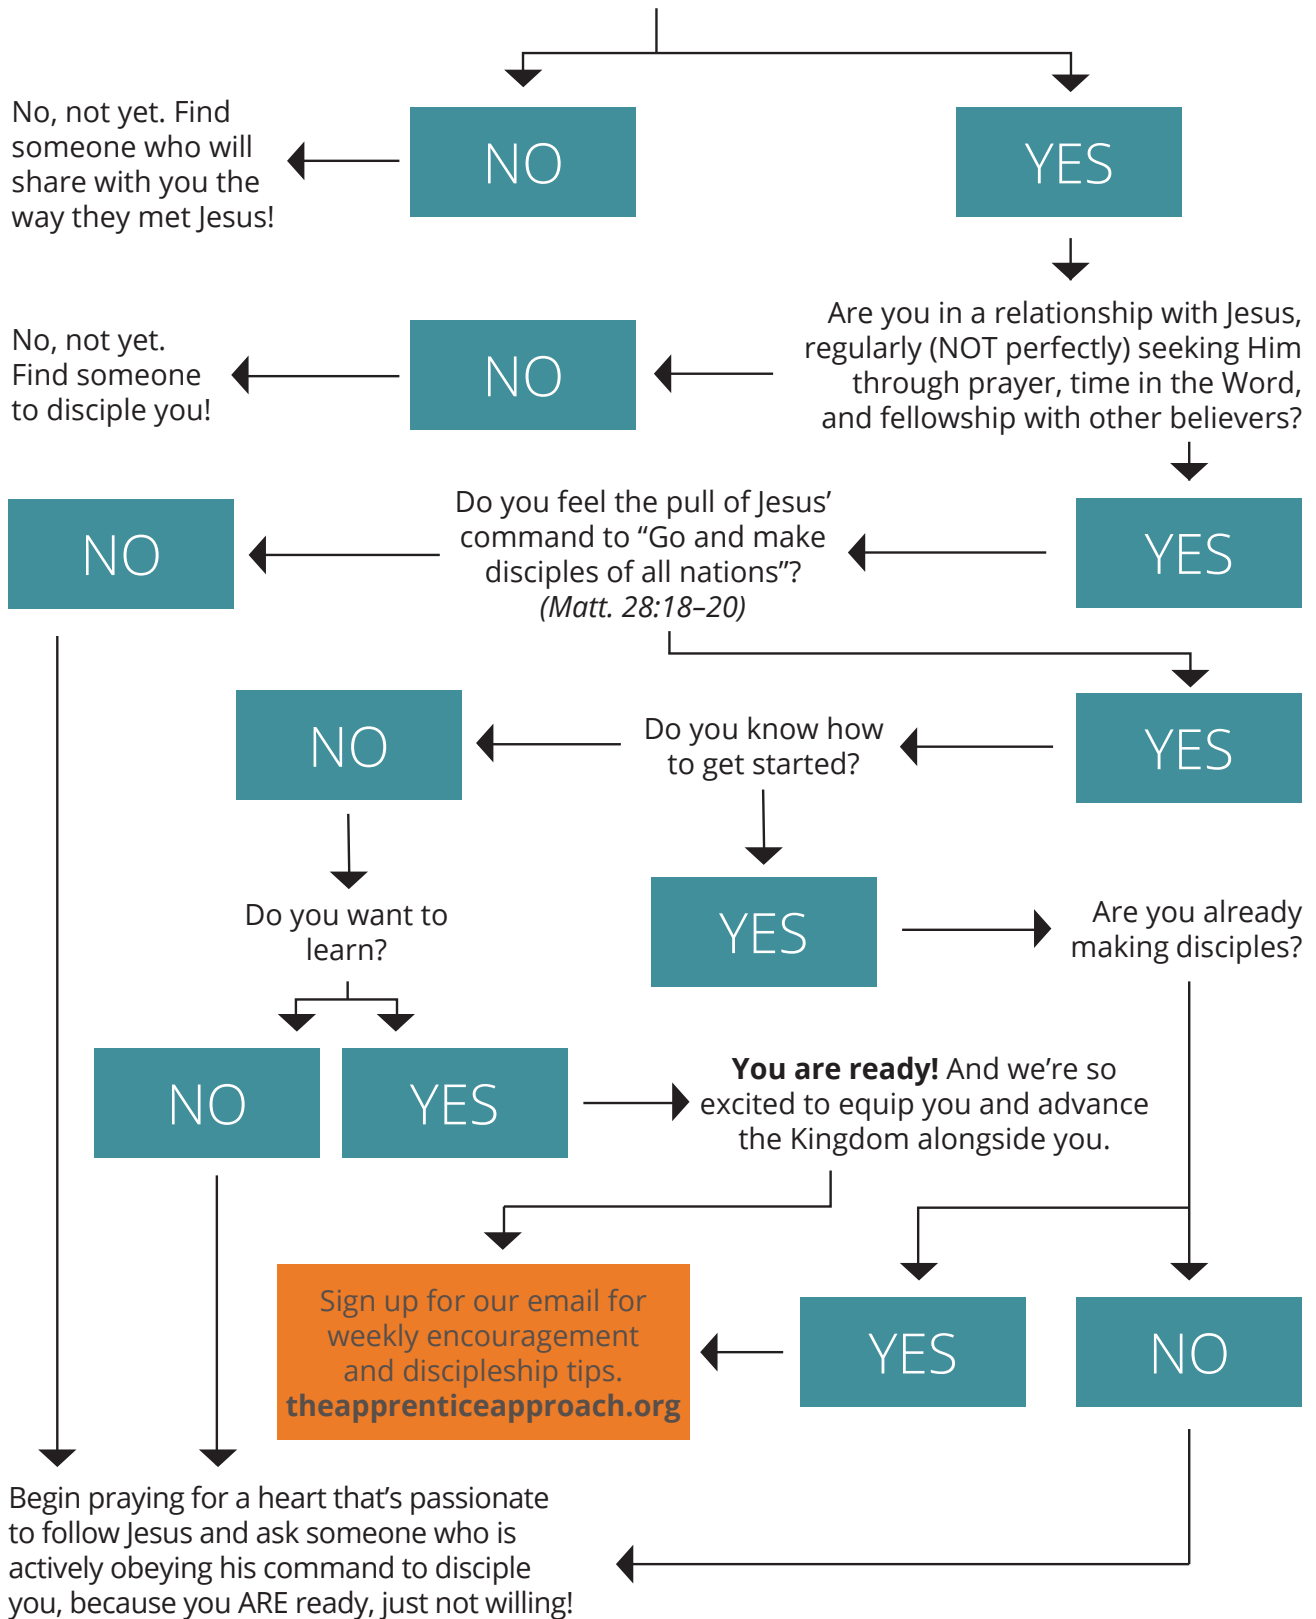 NO
YES
No, not yet. Find
someone who will
share with you the
way they met Jesus!
Are you in a relationship with Jesus,
regularly (NOT perfectly) seeking Him
through prayer, time in the Word,
and fellowship with other believers?
NO
No, not yet.
Find someone
to disciple you!
YES
Do you feel the pull of Jesus’
command to “Go and make
disciples of all nations”?
(Matt. 28:18–20)
NO
YES
Do you know how
to get started?
NO
YES
Are you already
making disciples?
Do you want to
learn?
NO
YES
You are ready! And we’re so
excited to equip you and advance
the Kingdom alongside you.
Sign up for our email for
weekly encouragement
and discipleship tips.
theapprenticeapproach.org
YES
NO
Begin praying for a heart that’s passionate
to follow Jesus and ask someone who is
actively obeying his command to disciple
you, because you ARE ready, just not willing!